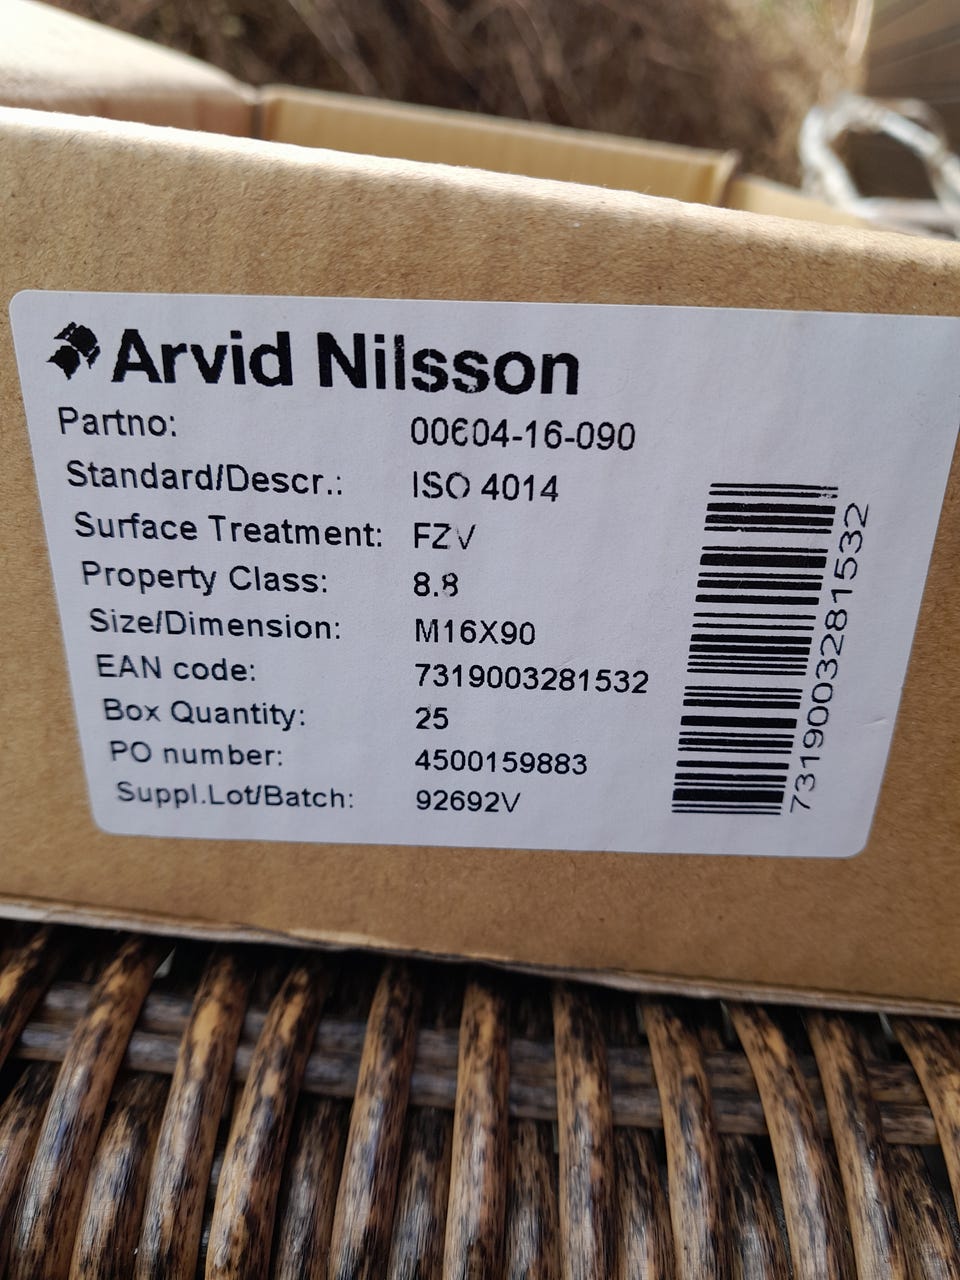 Arvid Nilsson
Partno: 00604-16-090
Standard/Descr.: ISO 4014
Surface Treatment: FZV
Property Class: 8.8
Size/Dimension: M16X90
EAN code: 7319003281532
Box Quantity: 25
PO number: 4500159883
Suppl.Lot/Batch: 92692V
7319003281532